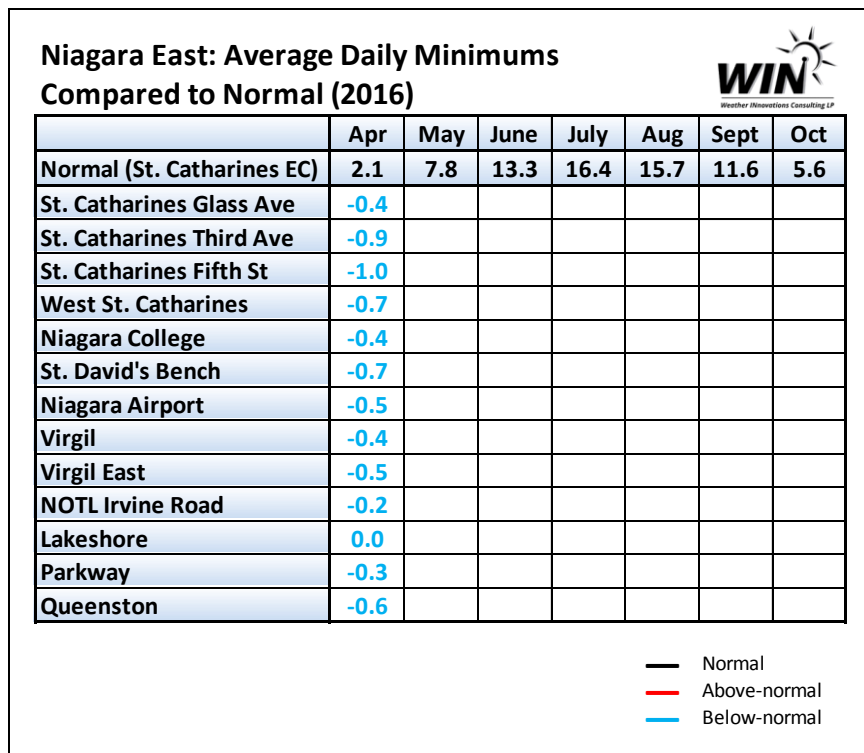 Niagara East: Average Daily Minimums
Compared to Normal (2016)
WIN
Weather INnovations Consulting LP
Apr May June July Aug Sept Oct
Normal (St. Catharines EC) 2.1 7.8 13.3 16.4 15.7 11.6 5.6
St. Catharines Glass Ave -0.4
St. Catharines Third Ave -0.9
St. Catharines Fifth St -1.0
West St. Catharines -0.7
Niagara College -0.4
St. David's Bench -0.7
Niagara Airport -0.5
Virgil -0.4
Virgil East -0.5
NOTL Irvine Road -0.2
Lakeshore 0.0
Parkway -0.3
Queenston -0.6
Normal
Above-normal
Below-normal